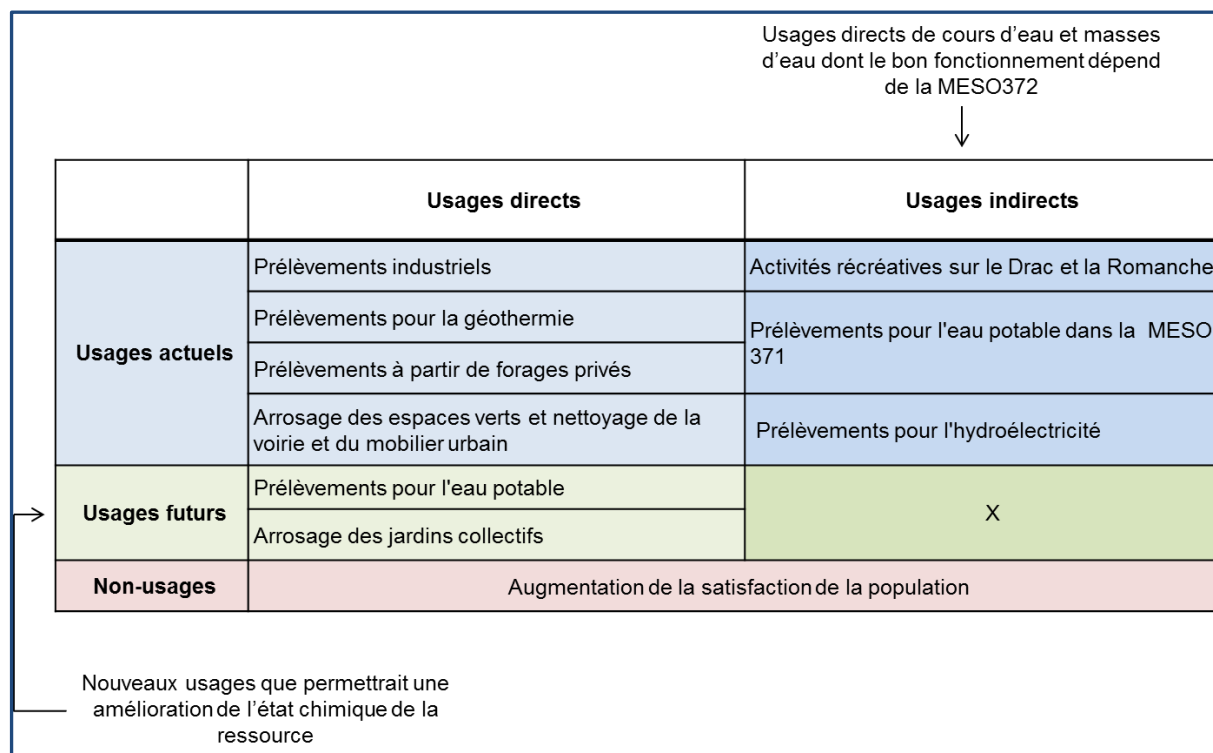 Usages directs de cours d’eau et masses
d’eau dont le bon fonctionnement dépend
de la MESO372
Usages directs
Usages indirects
Usages actuels
Prélèvements industriels
Activités récréatives sur le Drac et la Romanche
Prélèvements pour la géothermie
Prélèvements à partir de forages privés
Prélèvements pour l'eau potable dans la MESO
371
Arrosage des espaces verts et nettoyage de la
voirie et du mobilier urbain
Prélèvements pour l'hydroélectricité
Usages futurs
Prélèvements pour l'eau potable
Arrosage des jardins collectifs
X
Non-usages
Augmentation de la satisfaction de la population
Nouveaux usages que permettrait une
amélioration de l’état chimique de la
ressource